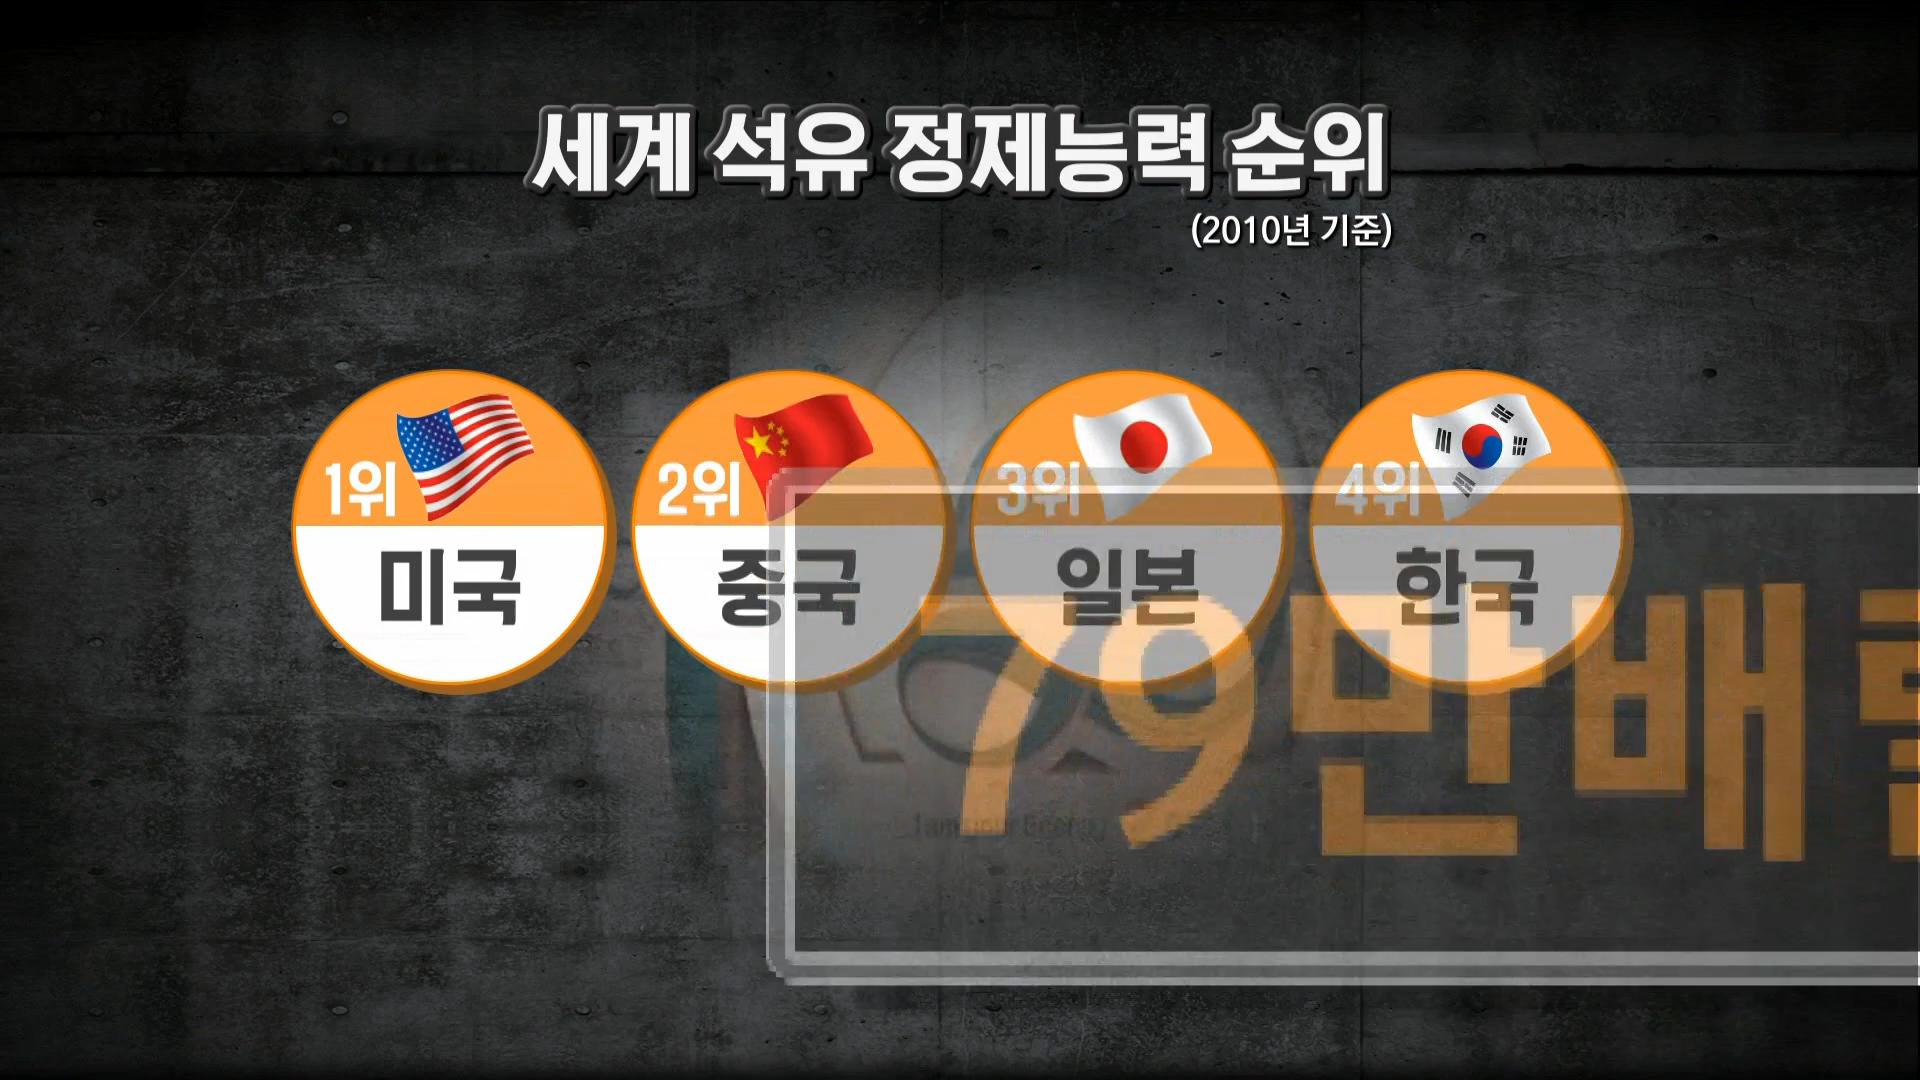 세계 석유 정제능력 순위
(2010년 기준)
1위 2위 3위 4위
미국 중국 일본 한국
79만배